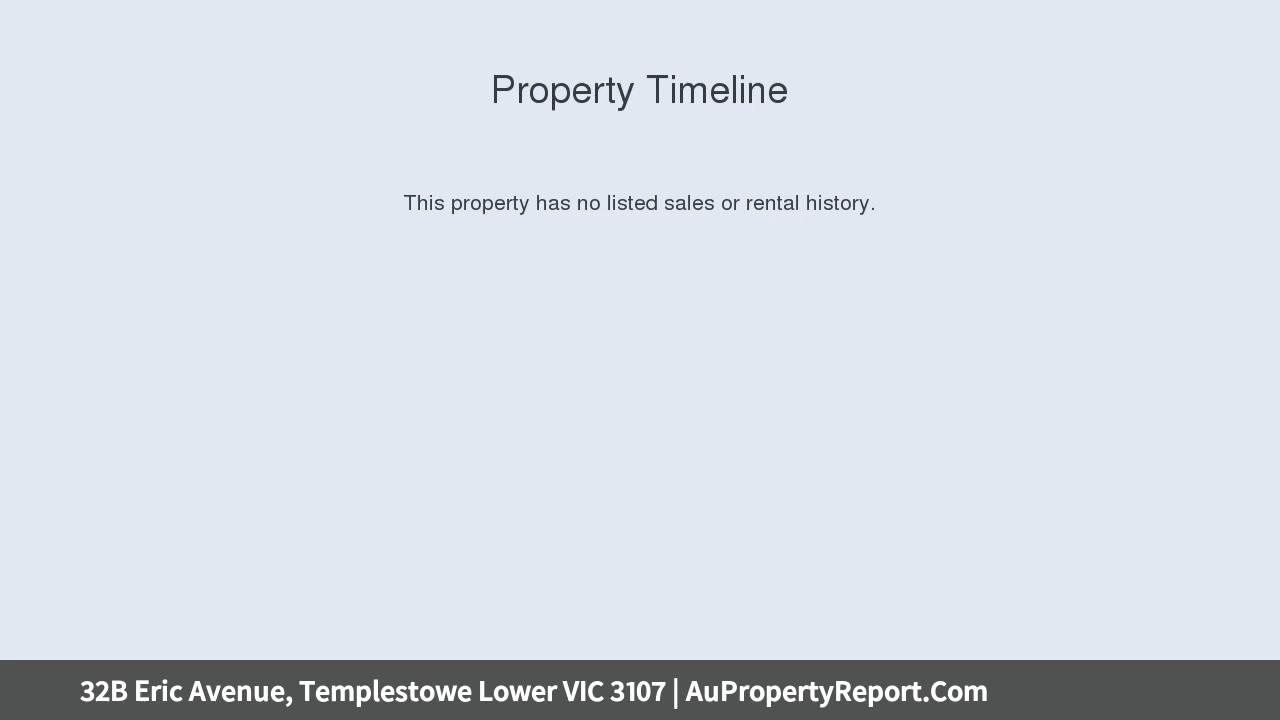 Property Timeline
This property has no listed sales or rental history.
32B Eric Avenue, Templestowe Lower VIC 3107 | AuPropertyReport.Com